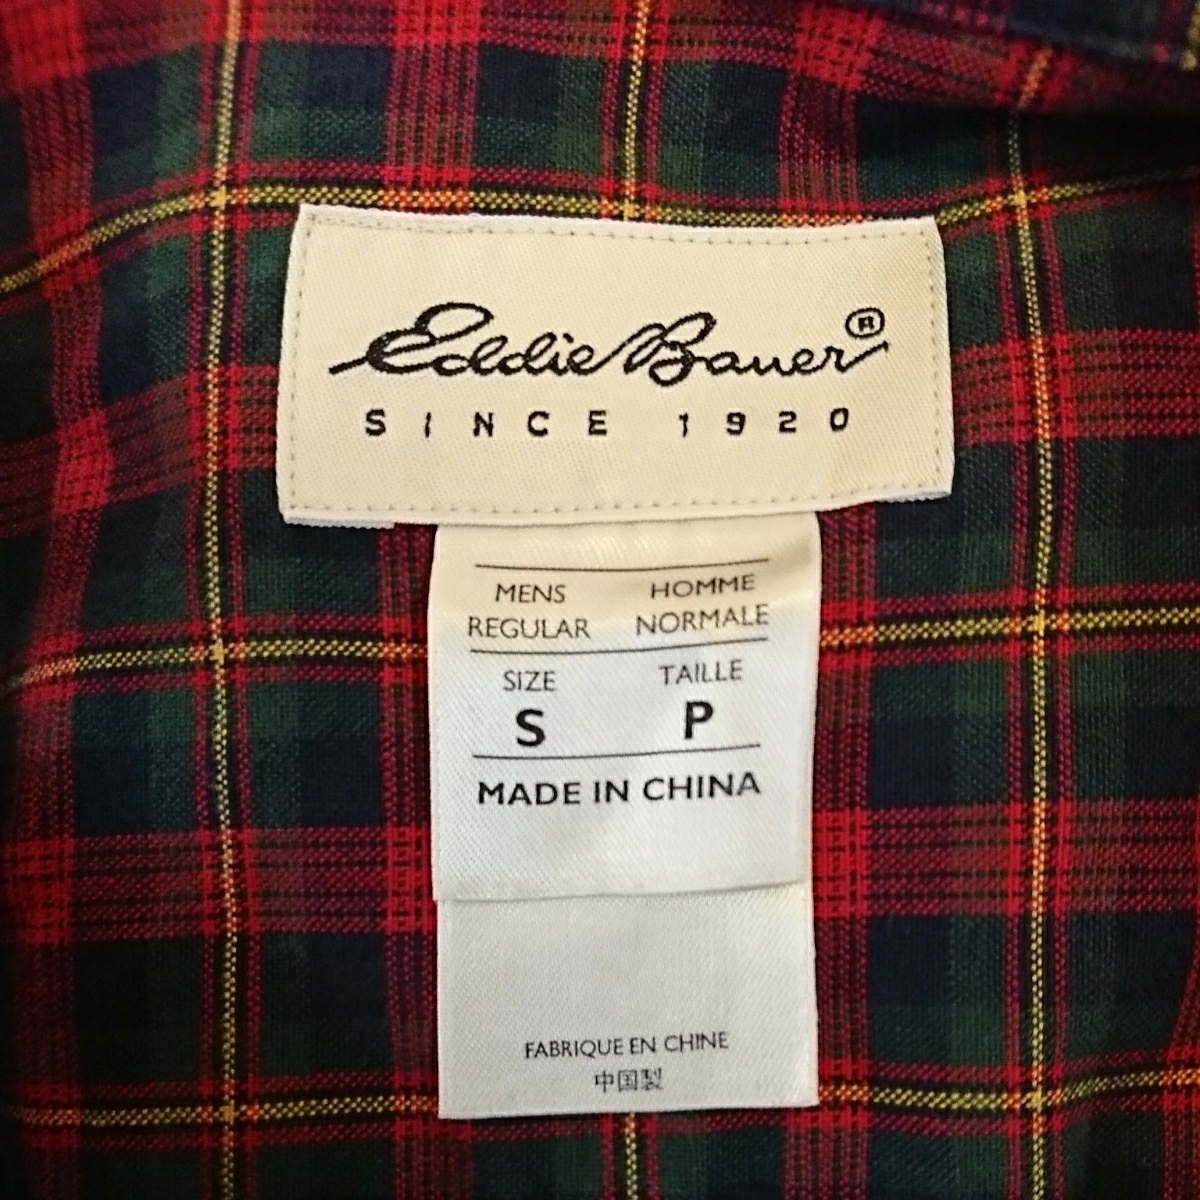 Eddie Bauer®
SINCE 1920
MENS HOMME
REGULAR NORMALE
SIZE TAILLE
S P
MADE IN CHINA
FABRIQUE EN CHINE
中国製